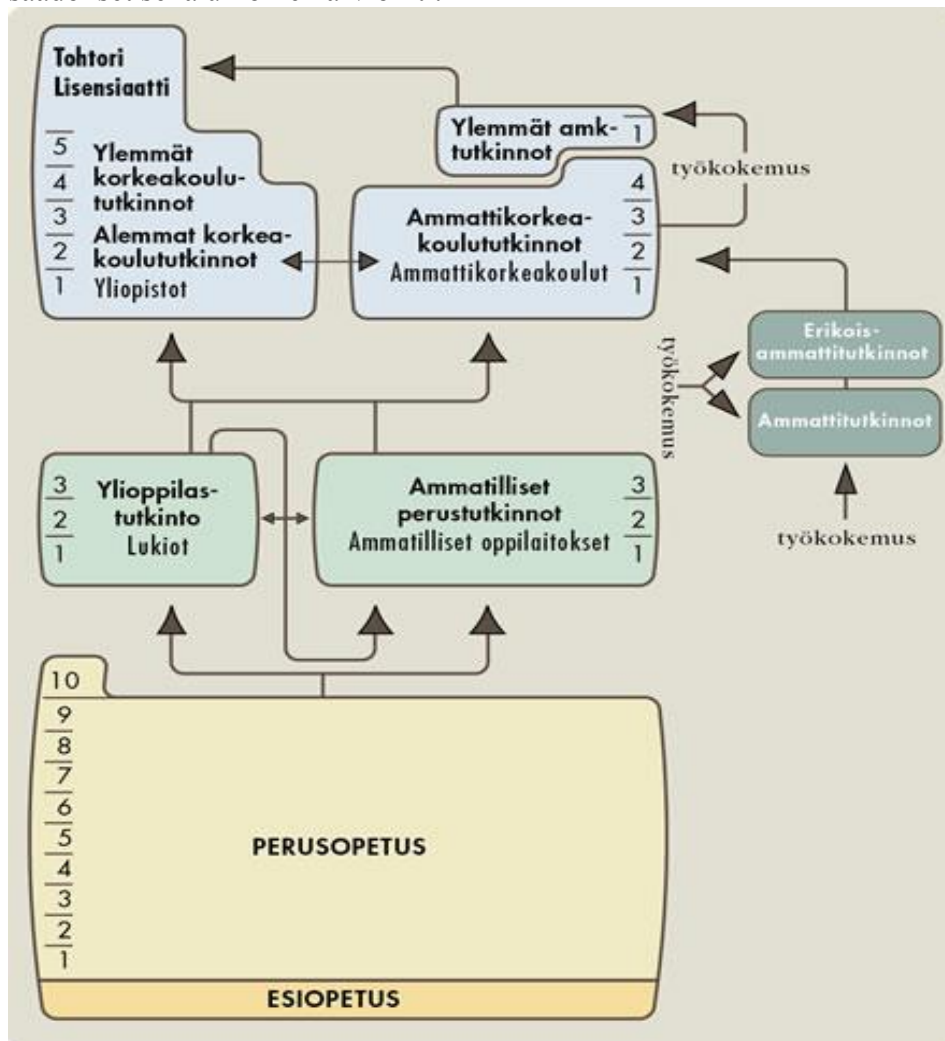 Tohtori
Lisensiaatti
5
4
3
2
1
Ylemmät
korkeakoulu-
tutkinnot
Alemmat korkea-
koulututkinnot
Yliopistot
Ylemmät amk-
tutkinnot
1
työkokemus
Ammattikorkea-
koulututkinnot
Ammattikorkeakoulut
4
3
2
1
Erikois-
ammattitutkinnot
työkokemus
Ammattitutkinnot
työkokemus
3
2
1
Ylioppilas-
tutkinto
Lukiot
Ammatilliset
perustutkinnot
Ammatilliset oppilaitokset
3
2
1
10
9
8
7
6
5
4
3
2
1
PERUSOPETUS
ESIOPETUS